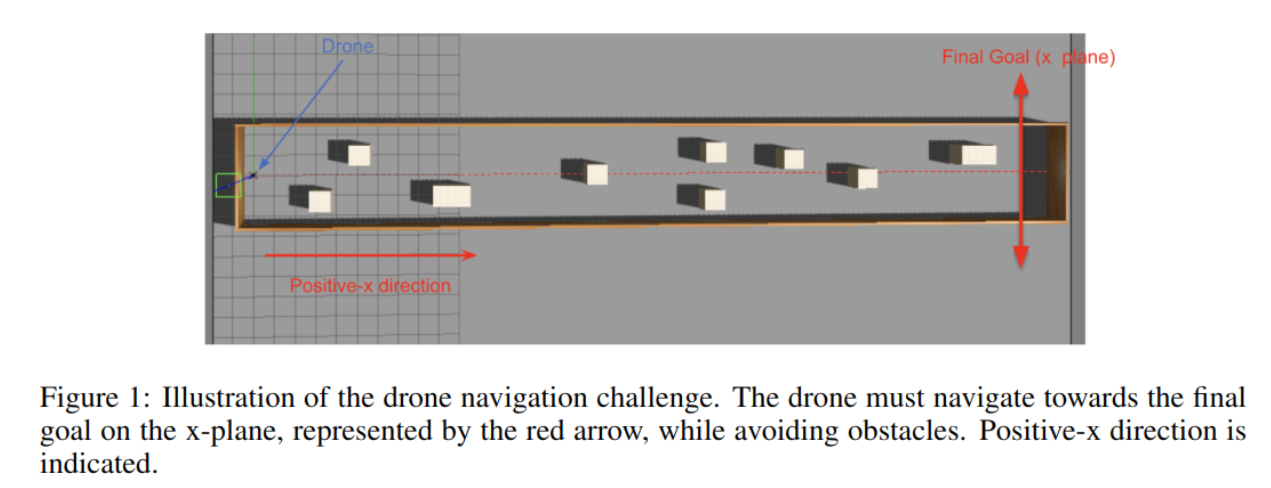 Drone
Final Goal (x plane)
Positive-x direction
Figure 1: Illustration of the drone navigation challenge. The drone must navigate towards the final
goal on the x-plane, represented by the red arrow, while avoiding obstacles. Positive-x direction is
indicated.